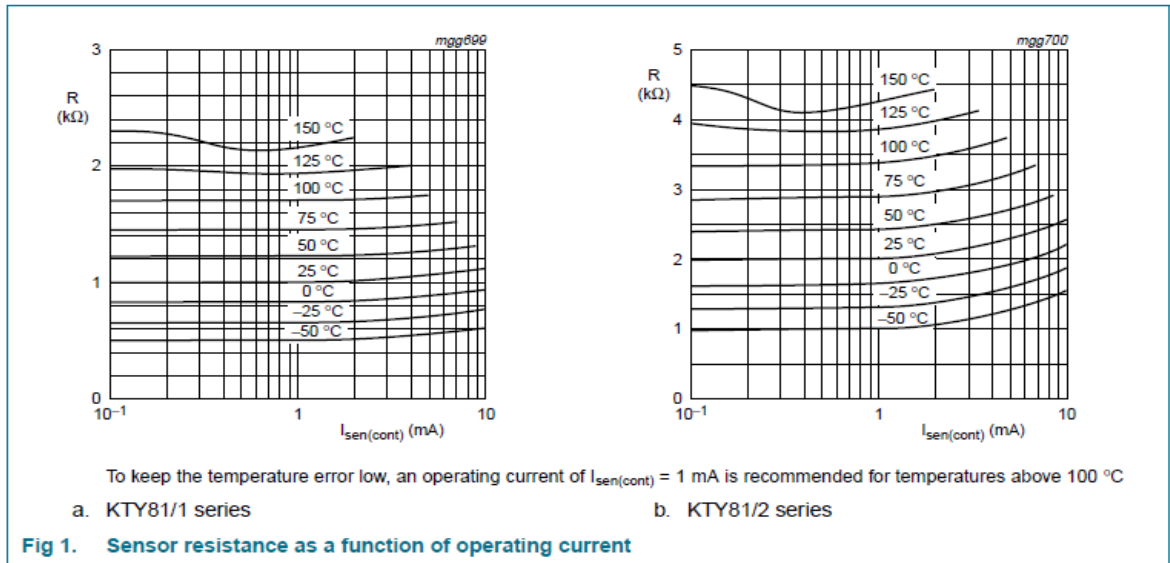 mgg699
3
R
(kΩ)
2
1
0
150 °C
125 °C
100 °C
75 °C
50 °C
25 °C
0 °C
–25 °C
–50 °C
10–1
1
10
Isen(cont) (mA)
mgg700
5
R
(kΩ)
4
3
2
1
0
150 °C
125 °C
100 °C
75 °C
50 °C
25 °C
0 °C
–25 °C
–50 °C
10–1
1
10
Isen(cont) (mA)
To keep the temperature error low, an operating current of Isen(cont) = 1 mA is recommended for temperatures above 100 °C
a. KTY81/1 series
b. KTY81/2 series
Fig 1. Sensor resistance as a function of operating current